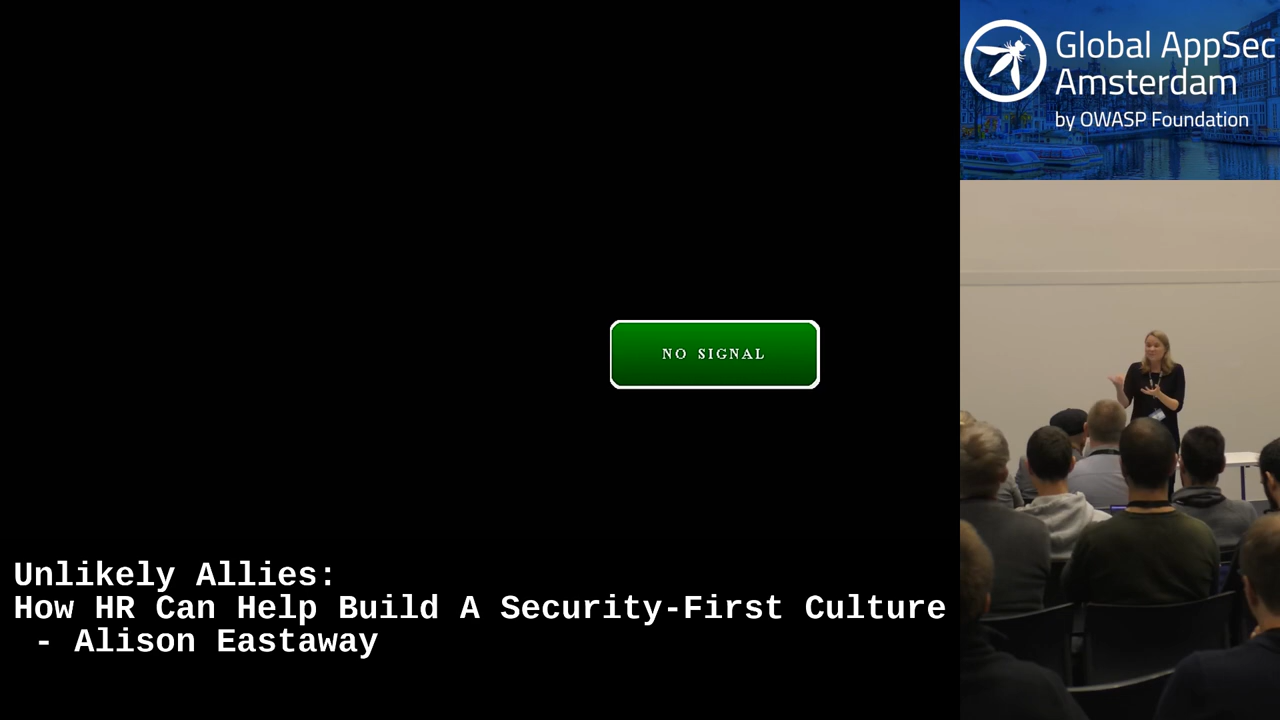 Global AppSec
Amsterdam
by OWASP Foundation
NO SIGNAL
Unlikely Allies:
How HR Can Help Build A Security-First Culture
- Alison Eastaway